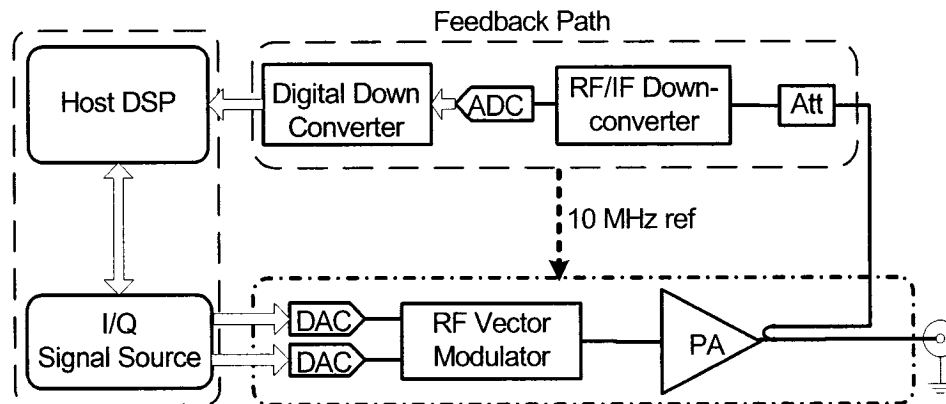 Feedback Path
Host DSP
Digital Down
Converter
ADC
RF/IF Down-
converter
Att
10 MHz ref
I/Q
Signal Source
DAC
DAC
RF Vector
Modulator
PA